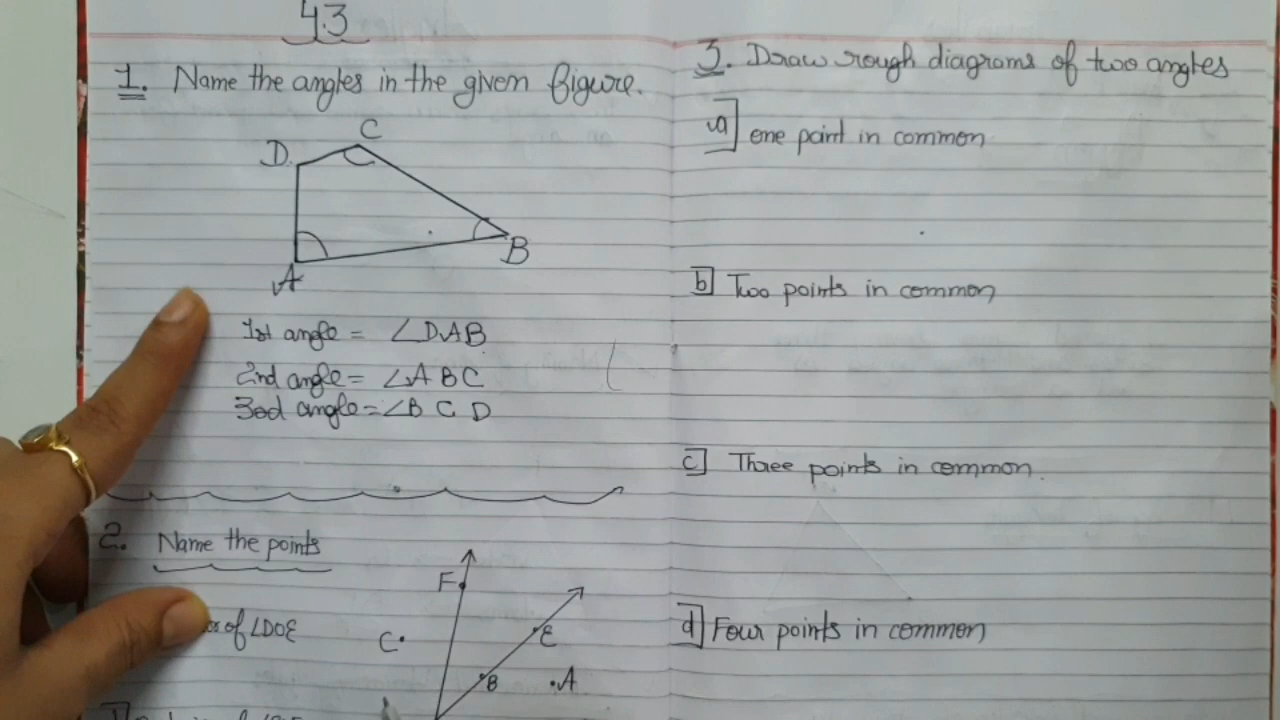 4.3
1. Name the angles in the given figure.
D
C
B
A
1st angle = ∠DAB
2nd angle = ∠ABC
3rd angle = ∠BCD
2. Name the points
of ∠DOE
F
C
E
B
A
3. Draw rough diagrams of two angles
a] one point in common
b] Two points in common
c] Three points in common.
d] Four points in common